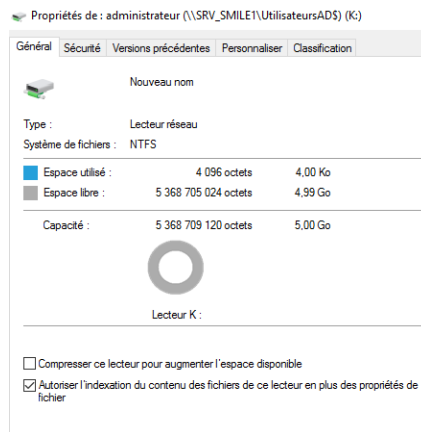 Propriétés de : administrateur (\\SRV_SMILE1\UtilisateursAD$) (K:)
Général Sécurité Versions précédentes Personnaliser Classification
Nouveau nom
Type : Lecteur réseau
Système de fichiers : NTFS
Espace utilisé : 4 096 octets 4,00 Ko
Espace libre : 5 368 705 024 octets 4,99 Go
Capacité : 5 368 709 120 octets 5,00 Go
Lecteur K :
Compresser ce lecteur pour augmenter l'espace disponible
Autoriser l'indexation du contenu des fichiers de ce lecteur en plus des propriétés de
fichier